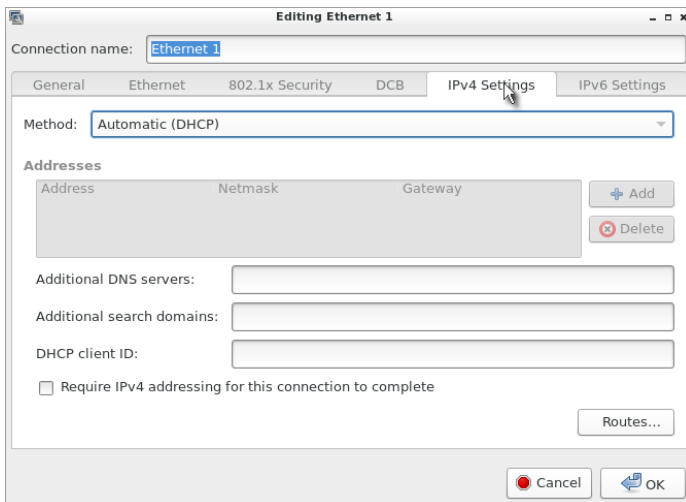 Editing Ethernet 1
Connection name: Ethernet 1
General Ethernet 802.1x Security DCB IPv4 Settings IPv6 Settings
Method: Automatic (DHCP)
Addresses
Address Netmask Gateway
Add
Delete
Additional DNS servers:
Additional search domains:
DHCP client ID:
Require IPv4 addressing for this connection to complete
Routes...
Cancel OK